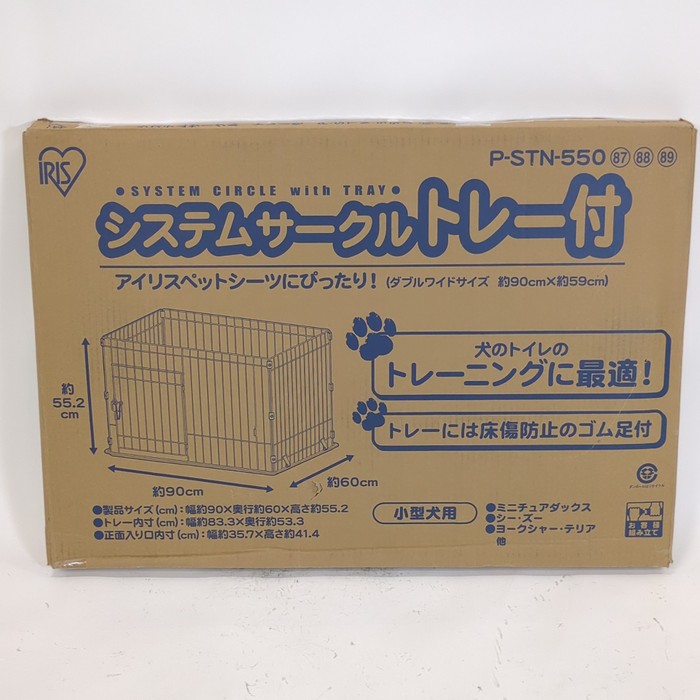 IRIS
P-STN-550 87 88 89
•SYSTEM CIRCLE with TRAY•
システムサークルトレー付
アイリスペットシーツにぴったり! (ダブルワイドサイズ 約90cm×約59cm)
犬のトイレの
トレーニングに最適!
トレーには床傷防止のゴム足付
約
55.2
cm
約90cm
約60cm
●製品サイズ(cm):幅約90×奥行約60×高さ約55.2
●トレー内寸(cm):幅約83.3×奥行約53.3
●正面入り口内寸(cm):幅約35.7×高さ約41.4
小型犬用
●ミニチュアダックス
●シー・ズー
●ヨークシャー・テリア
他
お客様
組み立て